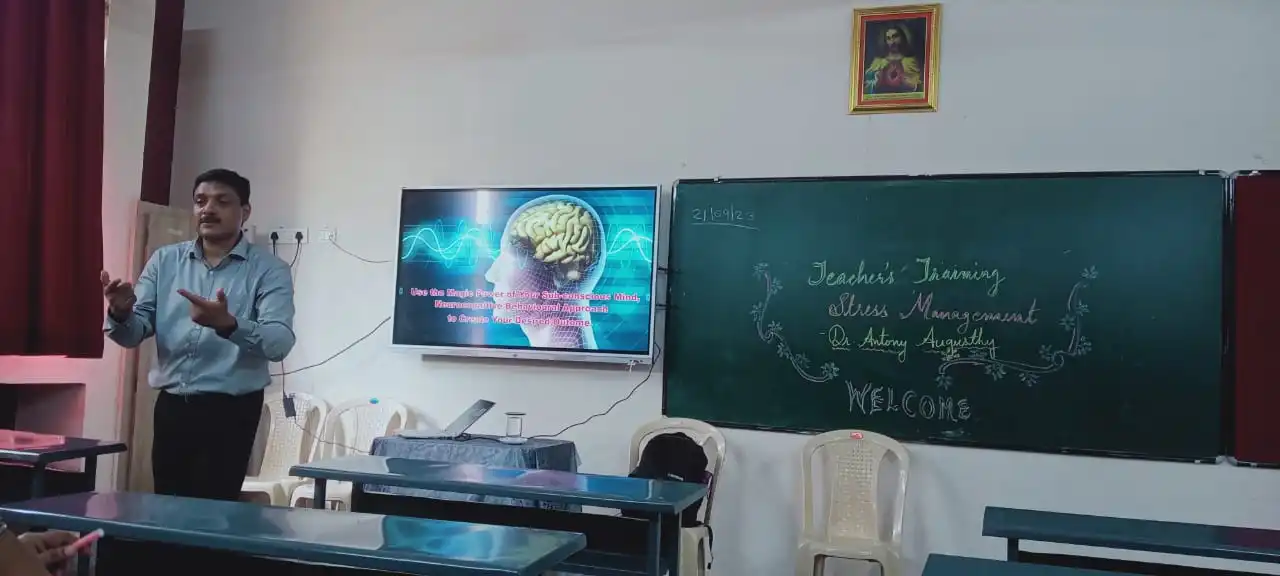 Use the Magic Power of Your Sub-conscious Mind,
Neurocognitive Behavioural Approach
to Create Your Desired Outome.
21/09/23
Teacher's Training
Stress Management
-Dr Antony Augusthy
WELCOME